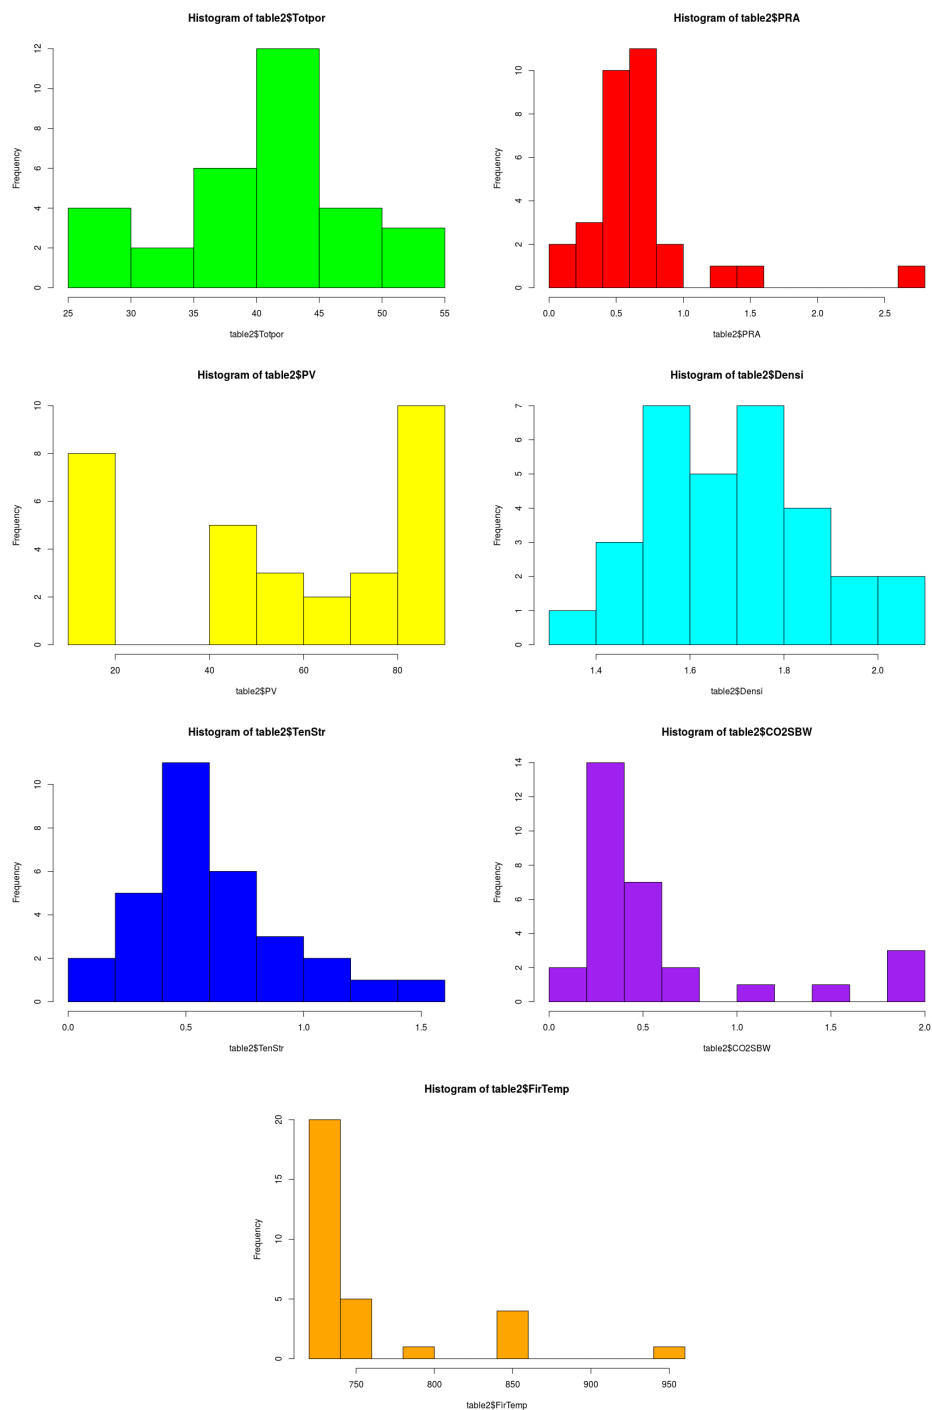 Histogram of table2$Totpor
Frequency
0 2 4 6 8 10 12
25 30 35 40 45 50 55
table2$Totpor
Histogram of table2$PRA
Frequency
0 2 4 6 8 10
0.0 0.5 1.0 1.5 2.0 2.5
table2$PRA
Histogram of table2$PV
Frequency
0 2 4 6 8 10
20 40 60 80
table2$PV
Histogram of table2$Densi
Frequency
0 1 2 3 4 5 6 7
1.4 1.6 1.8 2.0
table2$Densi
Histogram of table2$TenStr
Frequency
0 2 4 6 8 10
0.0 0.5 1.0 1.5
table2$TenStr
Histogram of table2$CO2SBW
Frequency
0 2 4 6 8 10 12 14
0.0 0.5 1.0 1.5 2.0
table2$CO2SBW
Histogram of table2$FirTemp
Frequency
0 5 10 15 20
750 800 850 900 950
table2$FirTemp